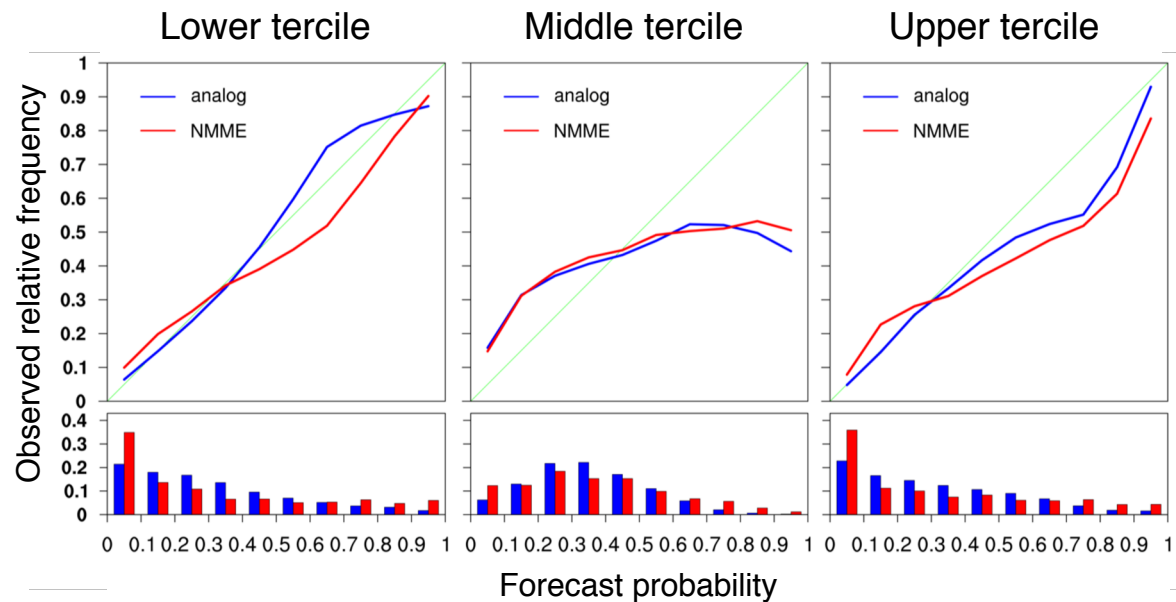 Lower tercile Middle tercile Upper tercile
Observed relative frequency
1
0.9
0.8
0.7
0.6
0.5
0.4
0.3
0.2
0.1
0
analog
NMME
analog
NMME
analog
NMME
0.4
0.3
0.2
0.1
0
0 0.1 0.2 0.3 0.4 0.5 0.6 0.7 0.8 0.9 1
0 0.1 0.2 0.3 0.4 0.5 0.6 0.7 0.8 0.9 1
0 0.1 0.2 0.3 0.4 0.5 0.6 0.7 0.8 0.9 1
Forecast probability